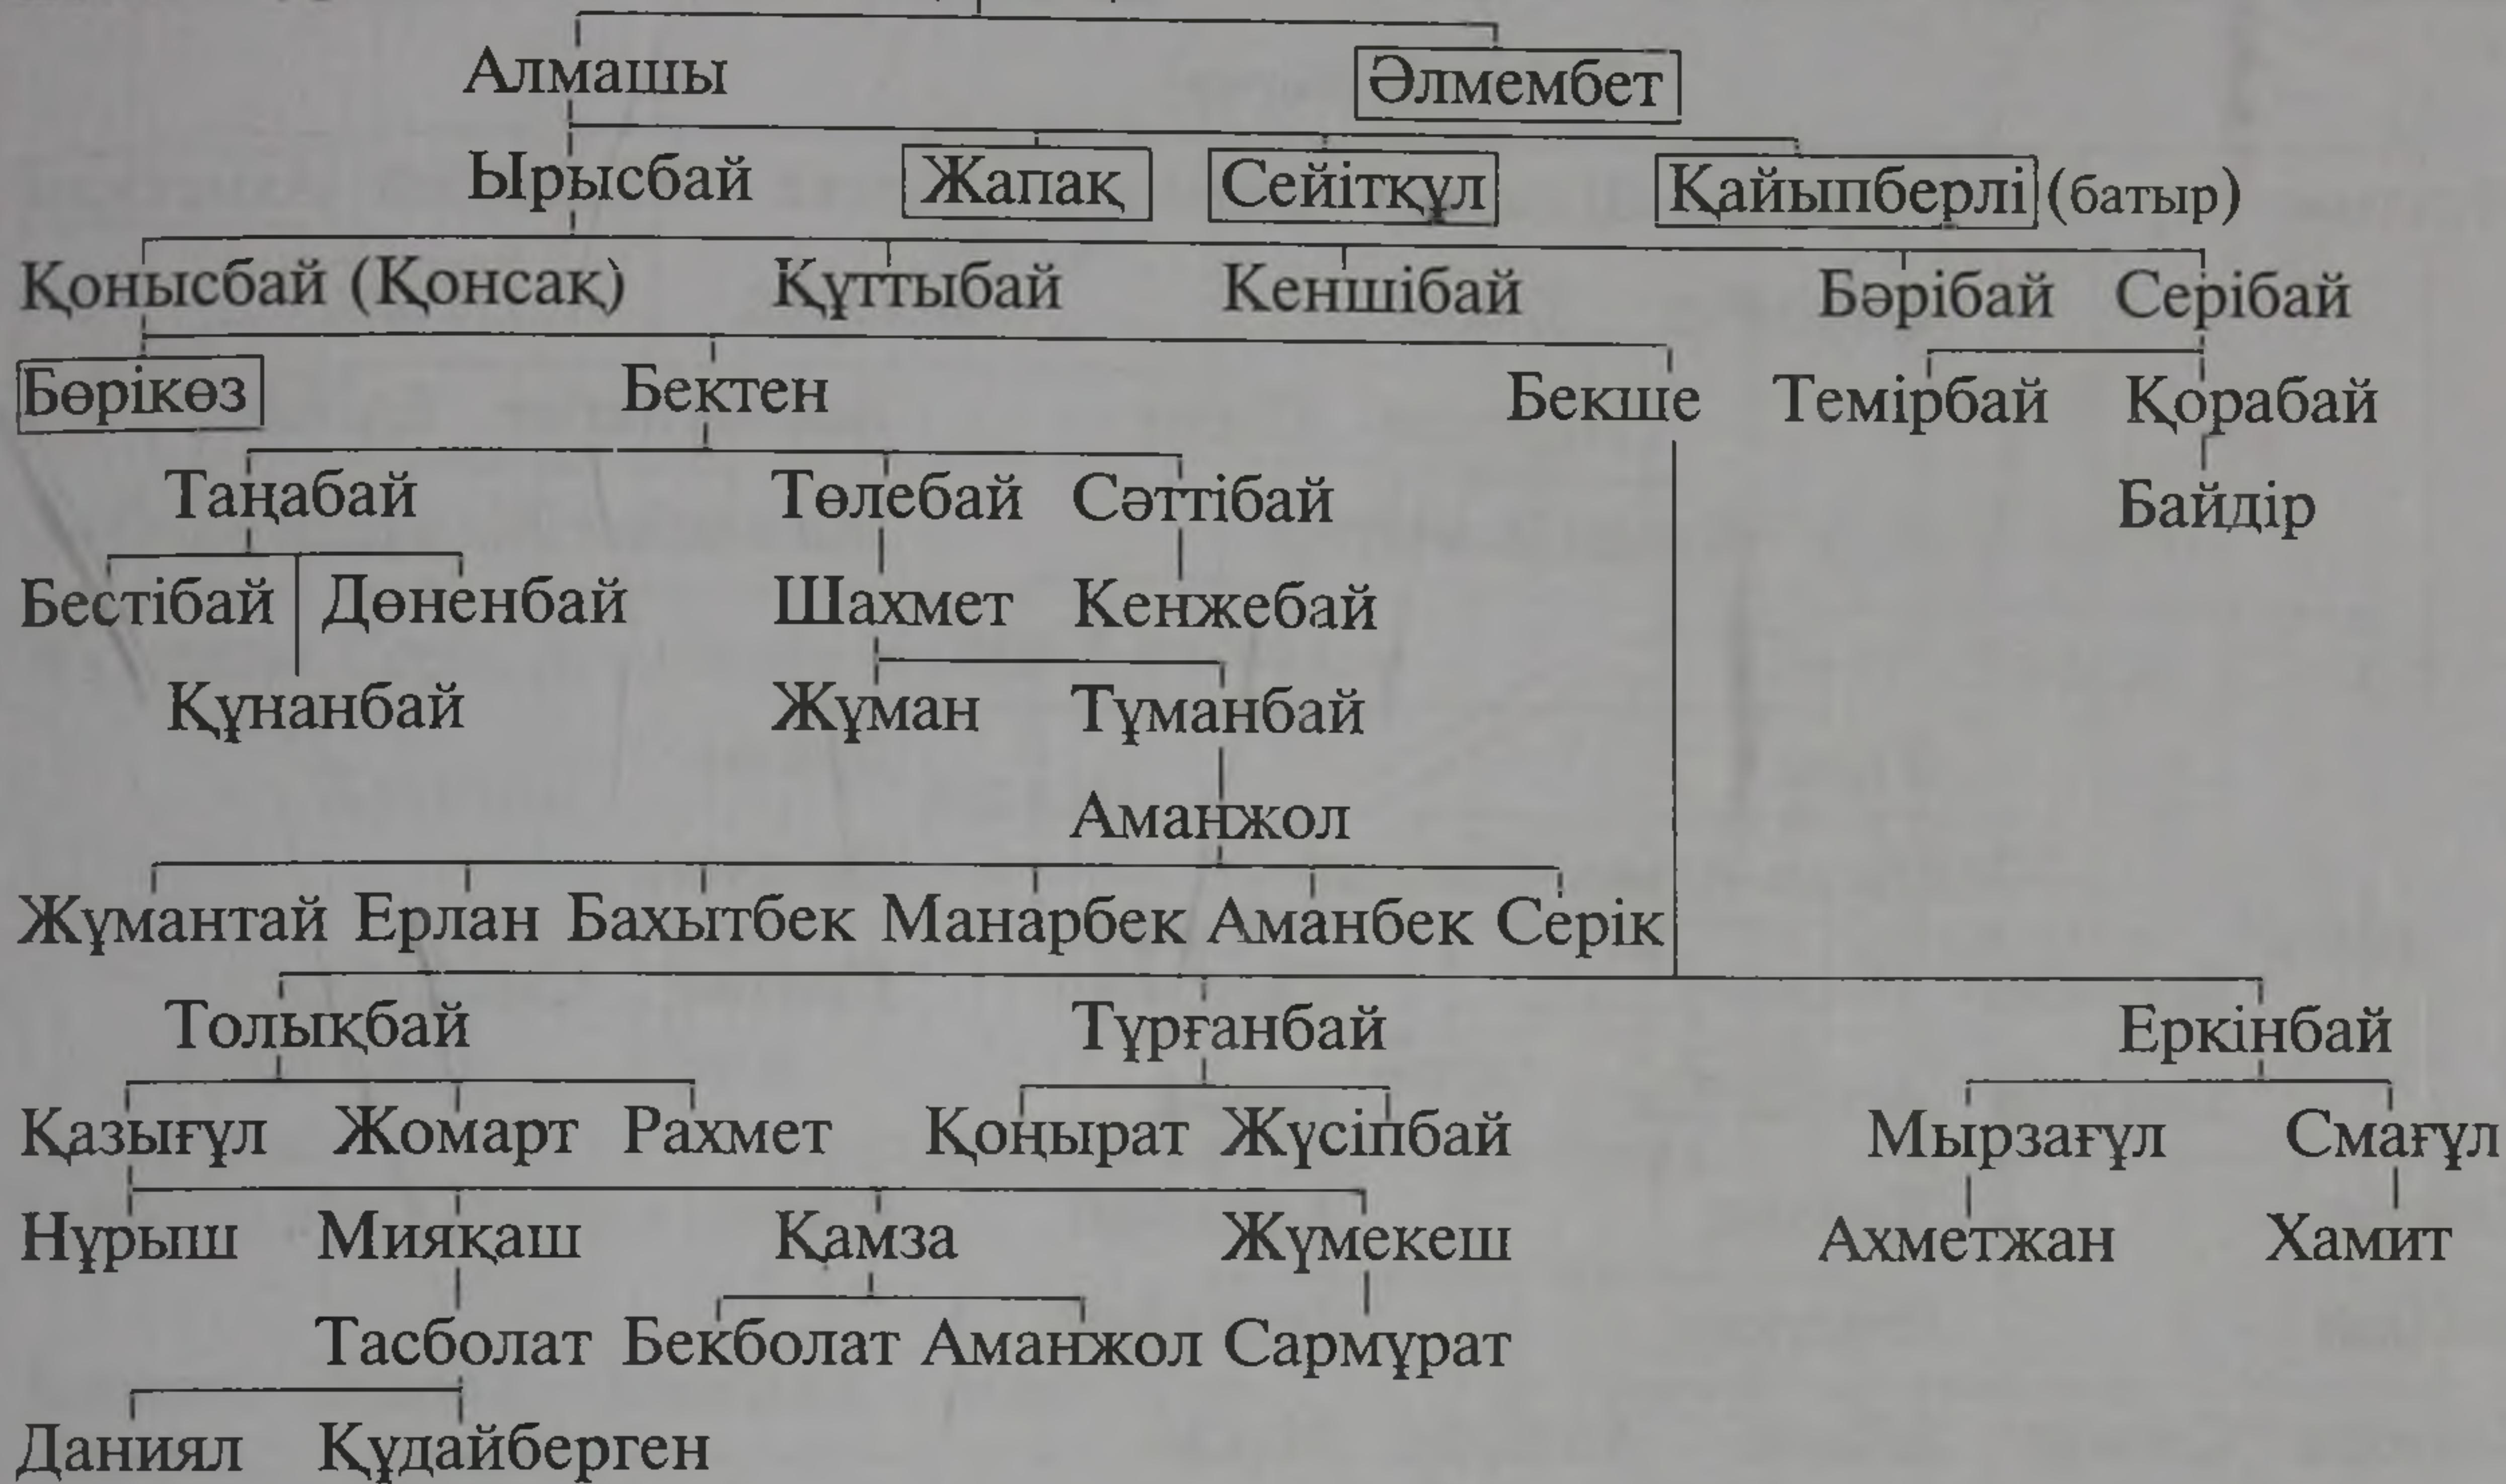 Алмашы Әлмембет
Ырысбай Жапақ Сейітқұл Қайыпберлі (батыр)
Қонысбай (Қонсақ) Құттыбай Кеншібай Бәрібай Серібай
Бөрікөз Бектен Бекше Темірбай Қорабай
Таңабай Төлебай Сәттібай Байдір
Бестібай Дөненбай Шахмет Кенжебай
Құнанбай Жұман Тұманбай
Аманжол
Жұмантай Ерлан Бахытбек Манарбек Аманбек Серік
Толықбай Тұрғанбай Еркінбай
Қазығұл Жомарт Рахмет Қоңырат Жүсіпбай Мырзағұл Смағұл
Нұрыш Мияқаш Қамза Жүмекеш Ахметжан Хамит
Тасболат Бекболат Аманжол Сармұрат
Даниял Құдайберген